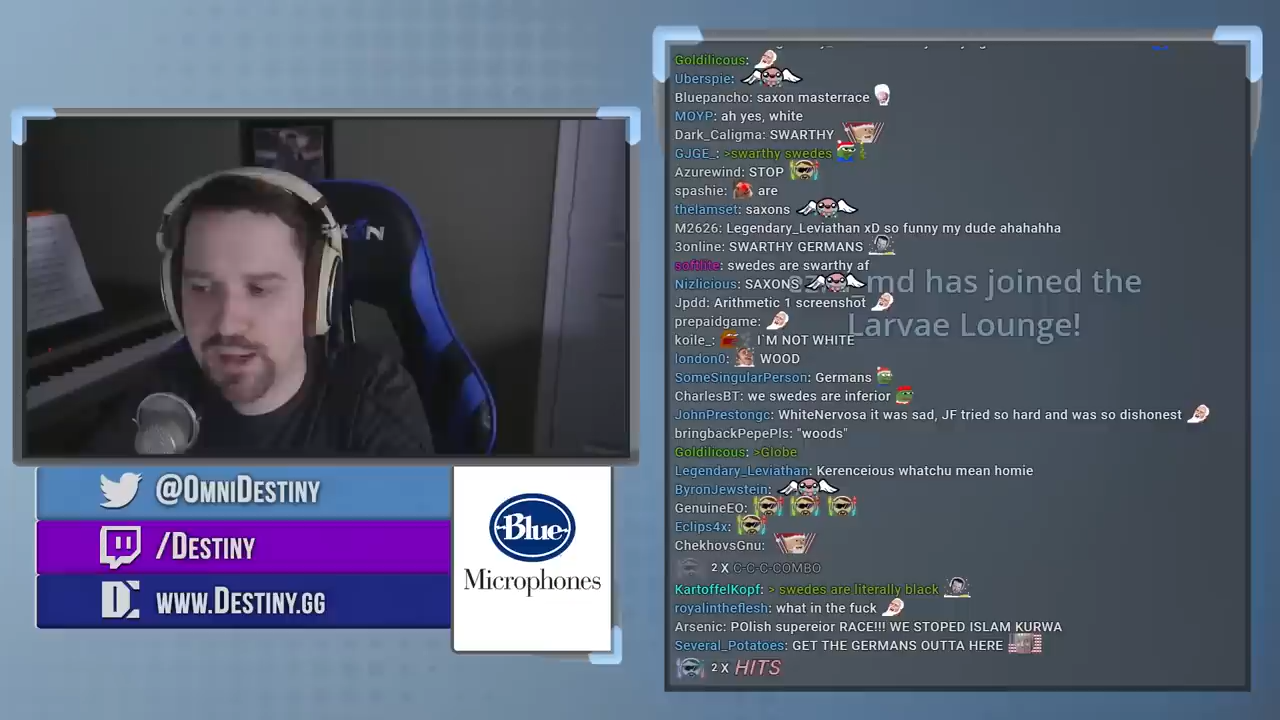 Goldilicous:
Uberspie:
Bluepancho: saxon masterrace
MOYP: ah yes, white
Dark_Caligma: SWARTHY
GJGE_: >swarthy swedes
Azurewind: STOP
spashie: are
thelamset: saxons
M2626: Legendary_Leviathan xD so funny my dude ahahahha
3online: SWARTHY GERMANS
softlite: swedes are swarthy af
Nizlicious: SAXONS
md has joined the
Larvae Lounge!
Jpdd: Arithmetic 1 screenshot
prepaidgame:
koile_: I`M NOT WHITE
london0: WOOD
SomeSingularPerson: Germans
CharlesBT: we swedes are inferior
JohnPrestongc: WhiteNervosa it was sad, JF tried so hard and was so dishonest
bringbackPepePls: "woods"
Goldilicous: >Globe
Legendary_Leviathan: Kerenceious whatchu mean homie
ByronJewstein:
GenuineEO:
Eclips4x:
ChekhovsGnu:
2 X C-C-C-COMBO
KartoffelKopf: > swedes are literally black
royalintheflesh: what in the fuck
Arsenic: POlish supereior RACE!!! WE STOPED ISLAM KURWA
Several_Potatoes: GET THE GERMANS OUTTA HERE
2 X HITS
@OmniDestiny
/Destiny
www.Destiny.gg
Blue
Microphones